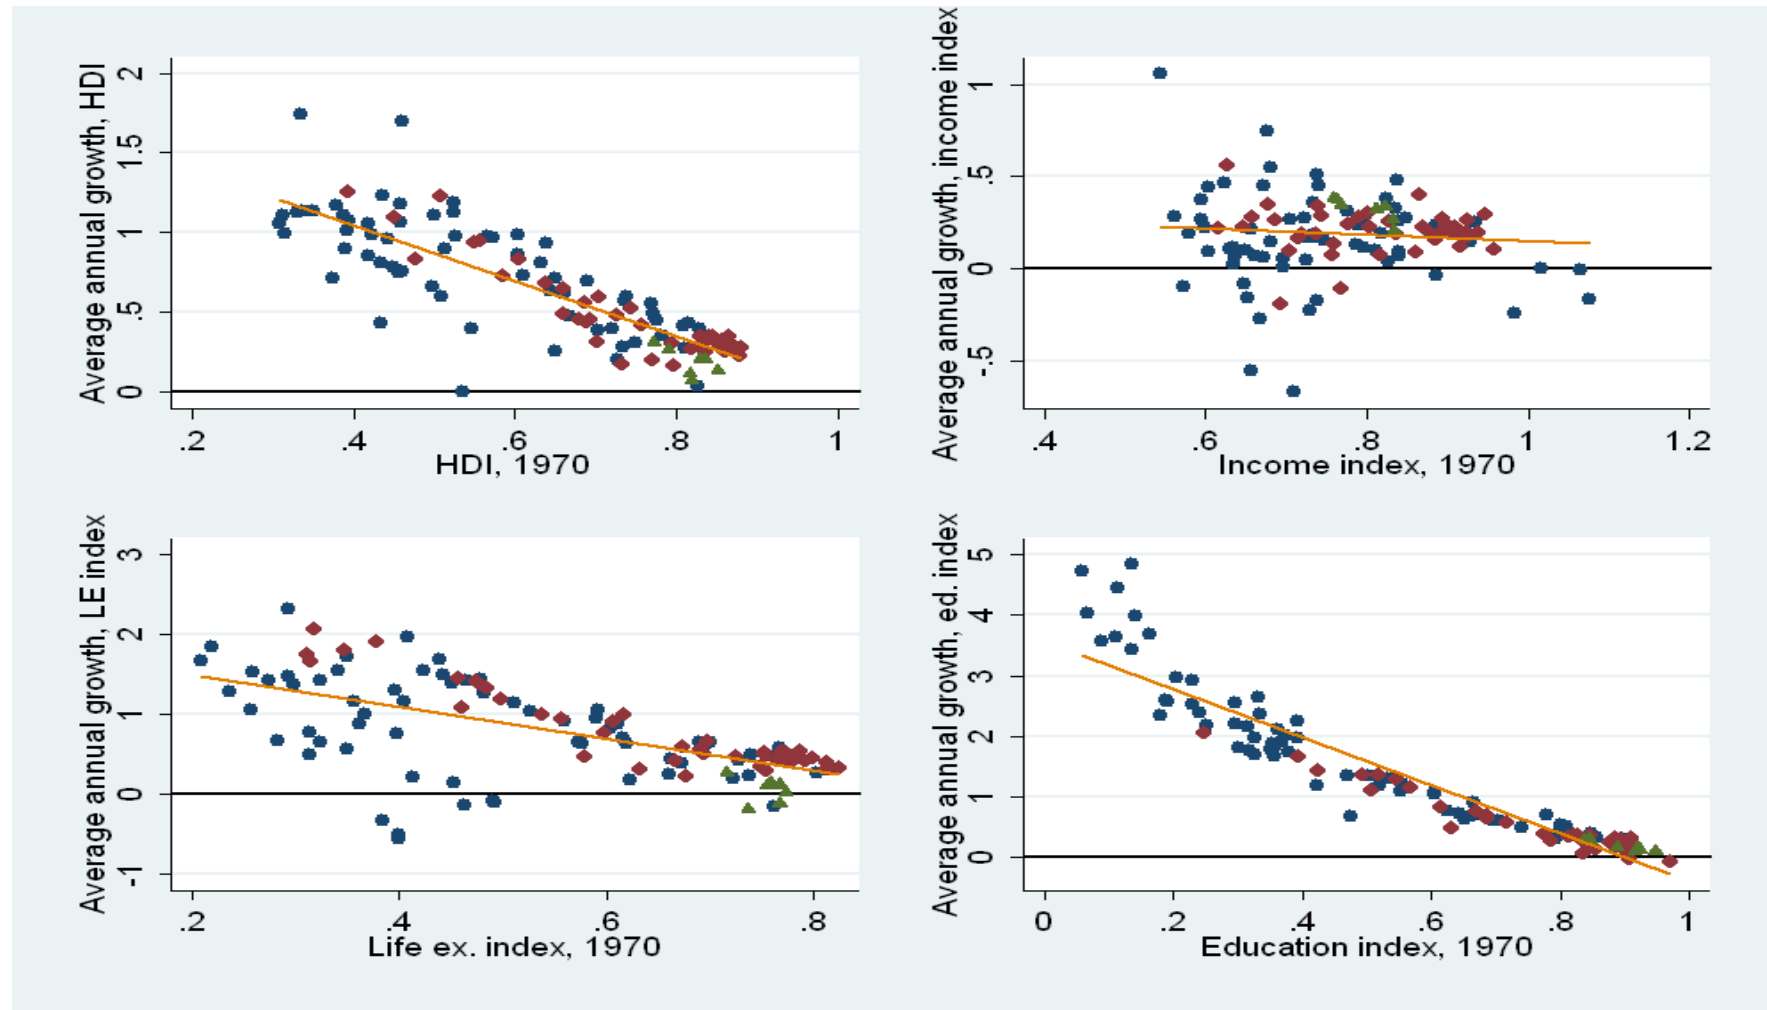 Average annual growth, HDI
2
1.5
1
.5
0
.2 .4 .6 .8 1
HDI, 1970
Average annual growth, income index
1
.5
0
-.5
.4 .6 .8 1 1.2
Income index, 1970
Average annual growth, LE index
3
2
1
0
-1
.2 .4 .6 .8
Life ex. index, 1970
Average annual growth, ed. index
5
4
3
2
1
0
0 .2 .4 .6 .8 1
Education index, 1970